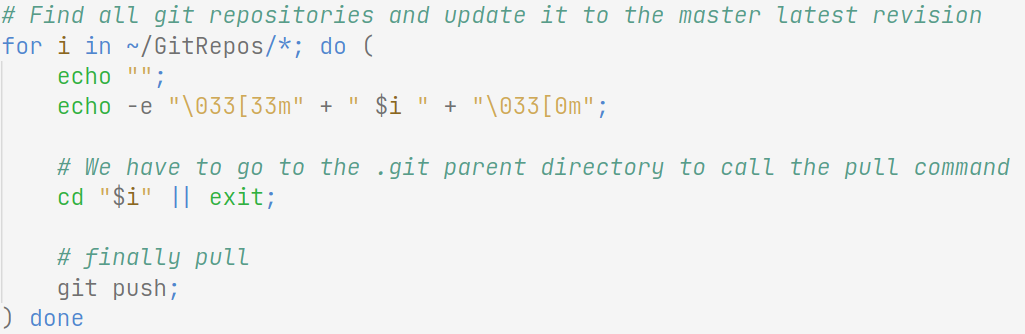 # Find all git repositories and update it to the master latest revision
for i in ~/GitRepos/*; do (
    echo "";
    echo -e "\033[33m" + " $i " + "\033[0m";

    # We have to go to the .git parent directory to call the pull command
    cd "$i" || exit;

    # finally pull
    git push;
) done